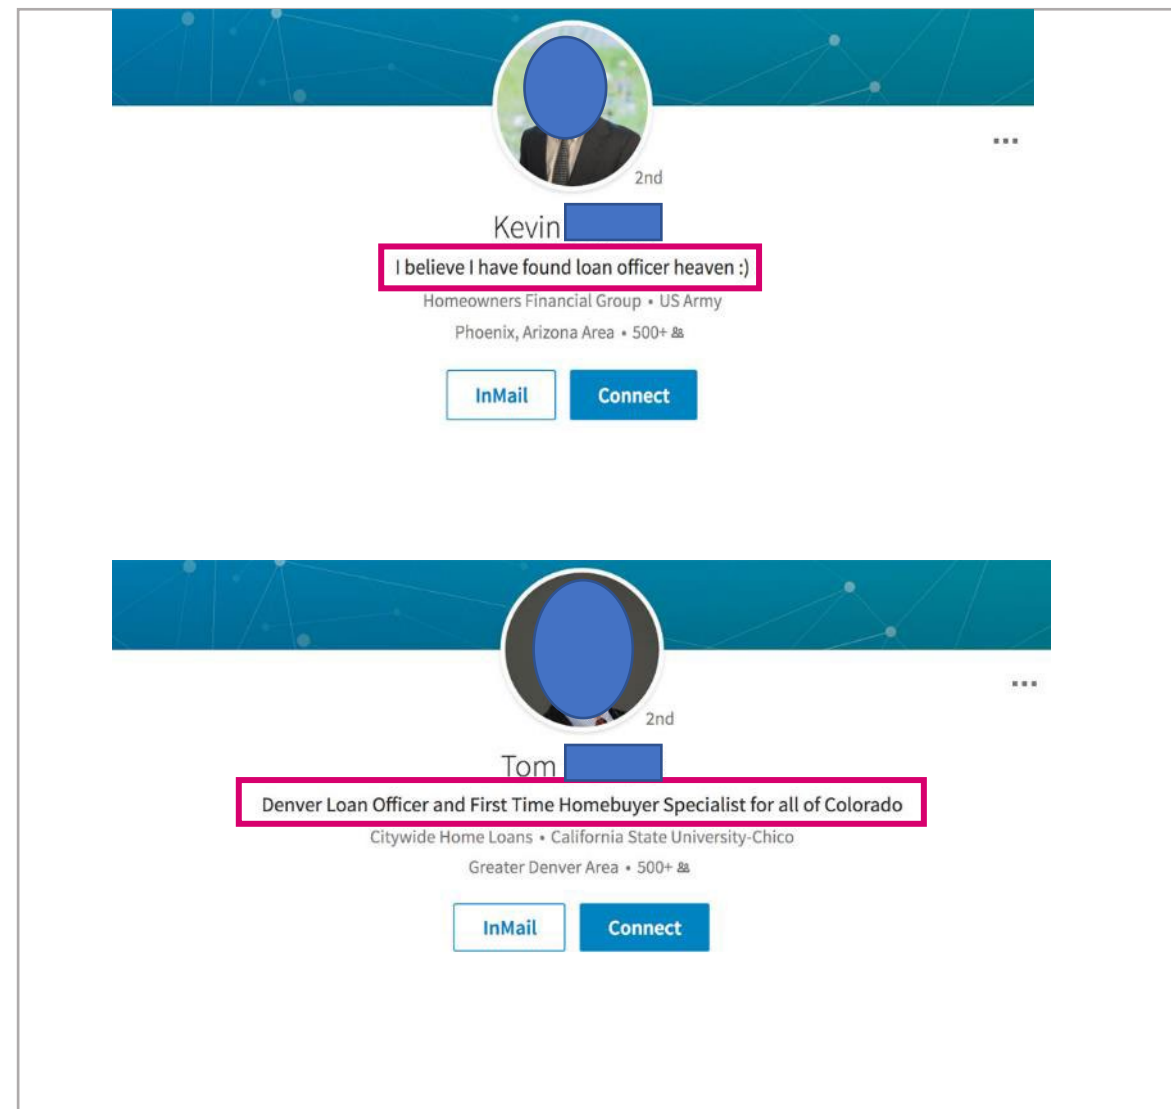 2nd
Kevin
I believe I have found loan officer heaven :)
Homeowners Financial Group • US Army
Phoenix, Arizona Area • 500+
InMail Connect
2nd
Tom
Denver Loan Officer and First Time Homebuyer Specialist for all of Colorado
Citywide Home Loans • California State University-Chico
Greater Denver Area • 500+
InMail Connect